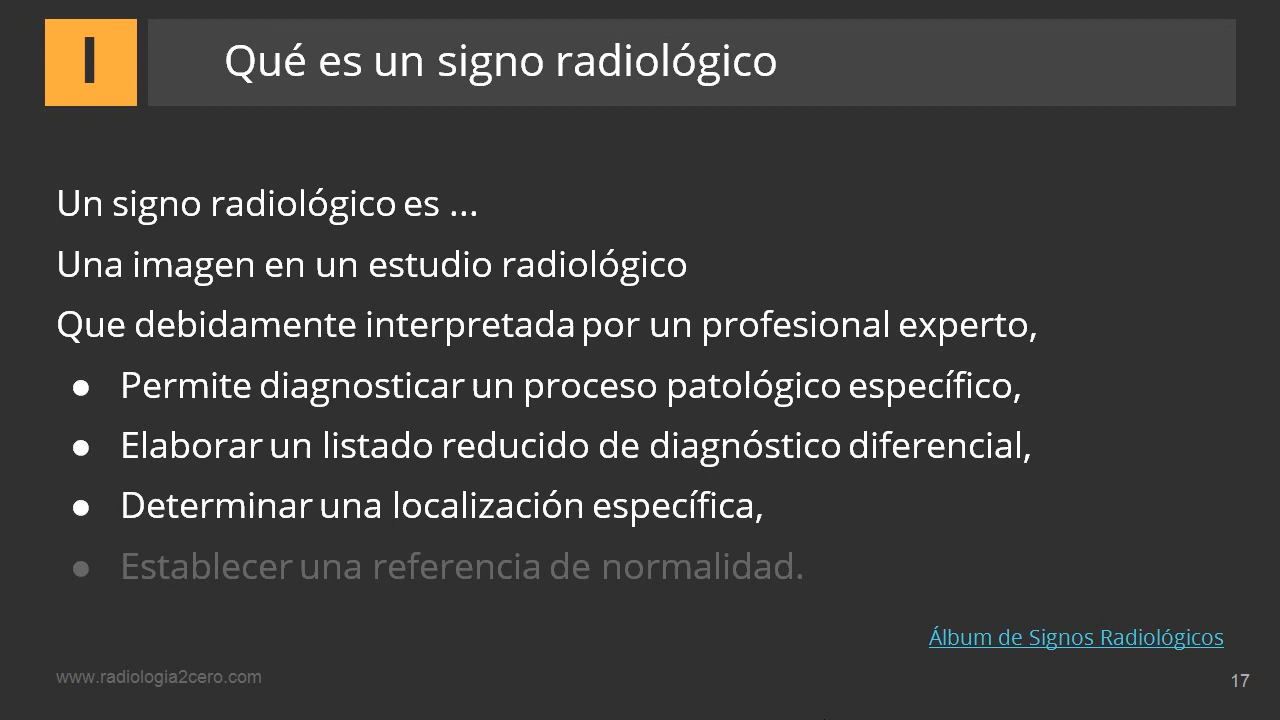 I
Qué es un signo radiológico
Un signo radiológico es ...
Una imagen en un estudio radiológico
Que debidamente interpretada por un profesional experto,
● Permite diagnosticar un proceso patológico específico,
● Elaborar un listado reducido de diagnóstico diferencial,
● Determinar una localización específica,
● Establecer una referencia de normalidad.
Álbum de Signos Radiológicos
www.radiologia2cero.com
17